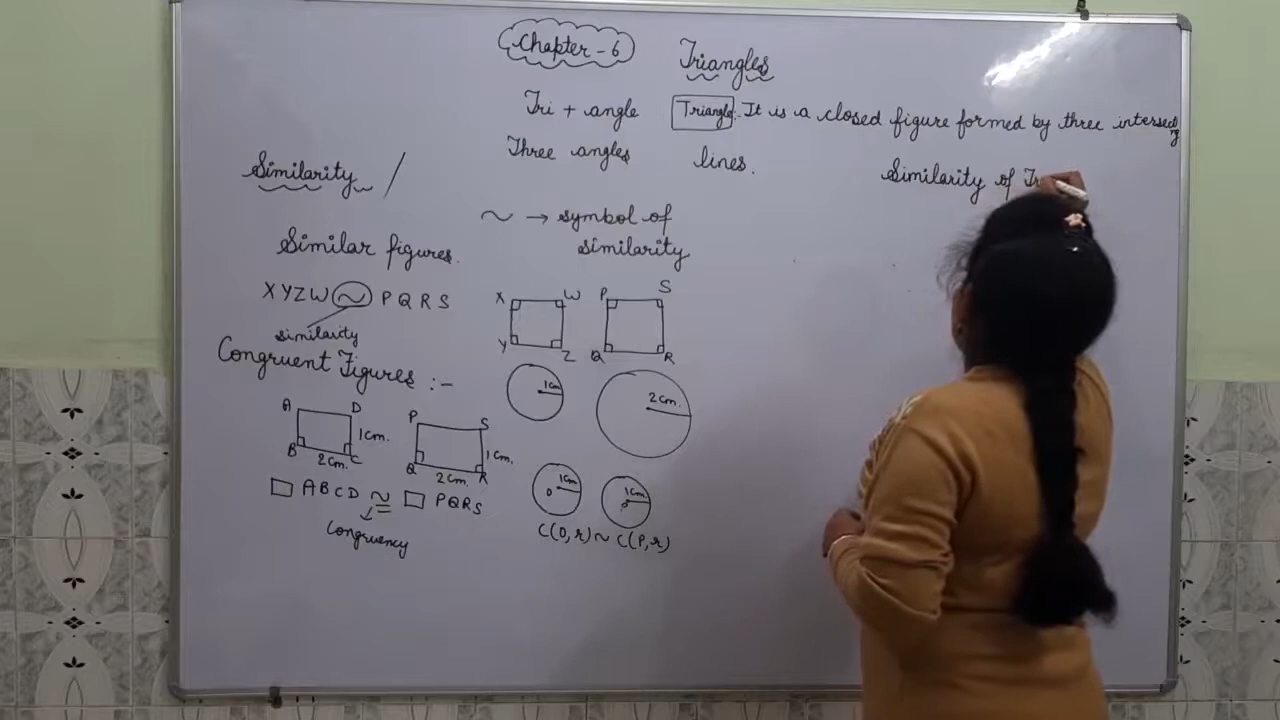 Chapter - 6
Triangles
Tri + angle
Three angles
Triangle: It is a closed figure formed by three intersecting
lines.
Similarity /
Similarity of Tr
~ → symbol of
similarity
Similar figures.
XYZW ~ PQRS
similarity
X W
Y Z
P S
Q R
1cm
2cm.
Congruent Figures :-
A D
B C
1cm.
2cm.
P S
Q R
1cm.
2cm.
□ ABCD ≅ □ PQRS
congruency
O 1cm
P 1cm
C(O,r) ~ C(P,r)